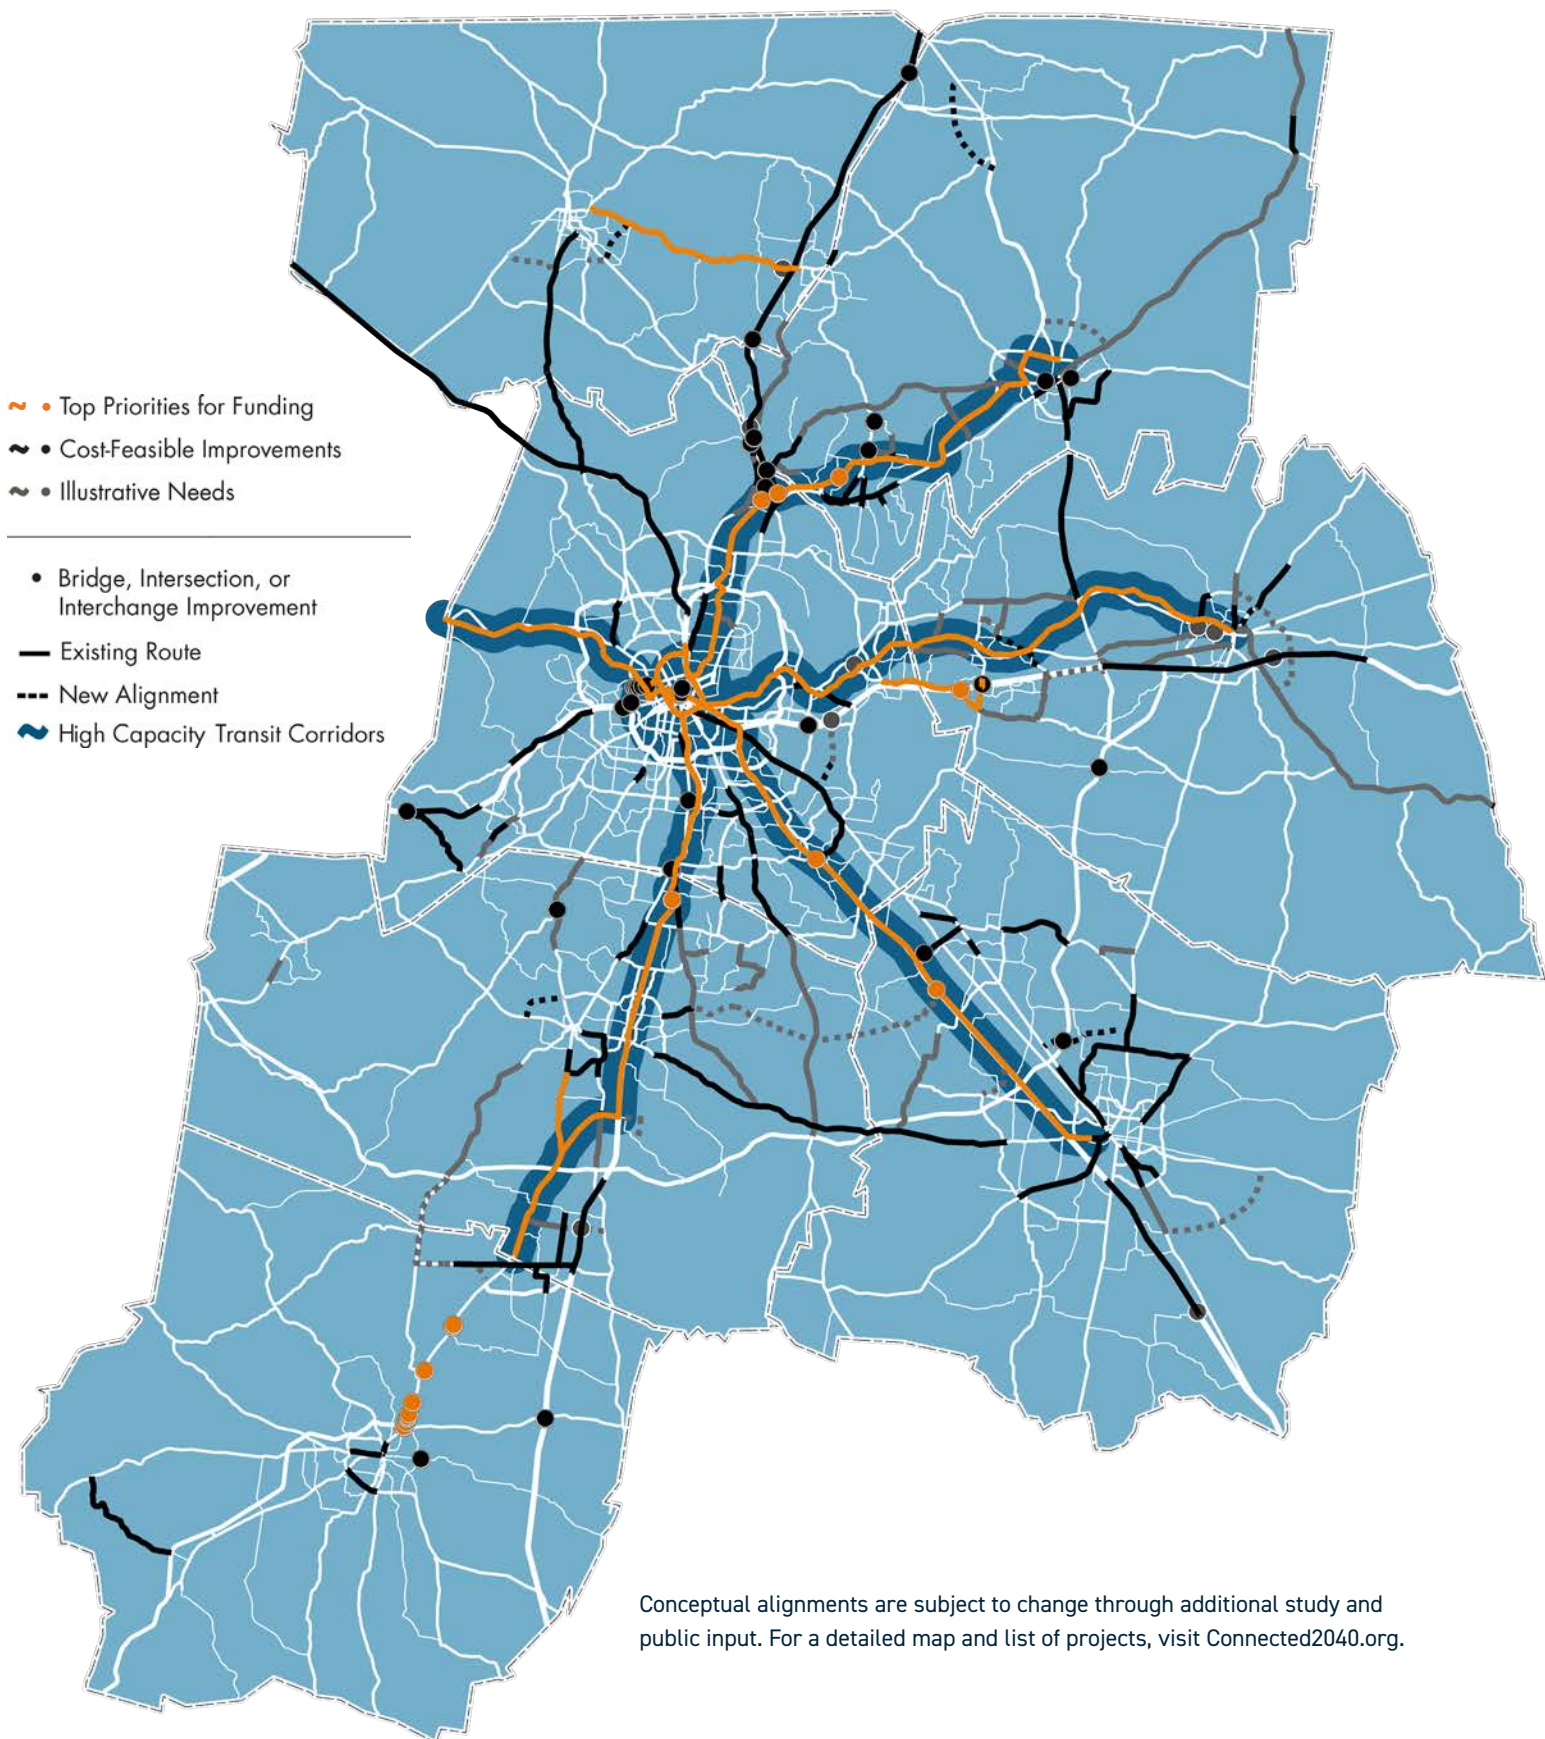 Top Priorities for Funding
Cost-Feasible Improvements
Illustrative Needs
Bridge, Intersection, or
Interchange Improvement
Existing Route
New Alignment
High Capacity Transit Corridors
Conceptual alignments are subject to change through additional study and
public input. For a detailed map and list of projects, visit Connected2040.org.